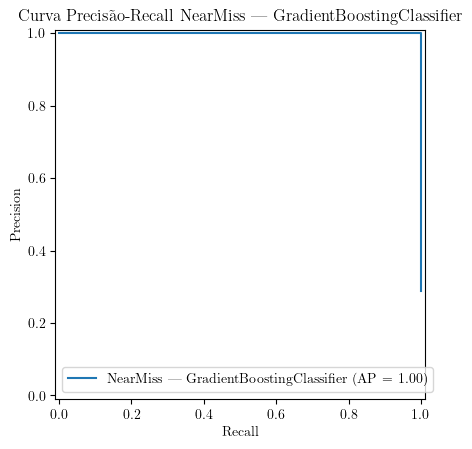 Curva Precisão-Recall NearMiss — GradientBoostingClassifier
1.0
0.8
0.6
0.4
0.2
0.0
Precision
NearMiss — GradientBoostingClassifier (AP = 1.00)
0.0 0.2 0.4 0.6 0.8 1.0
Recall